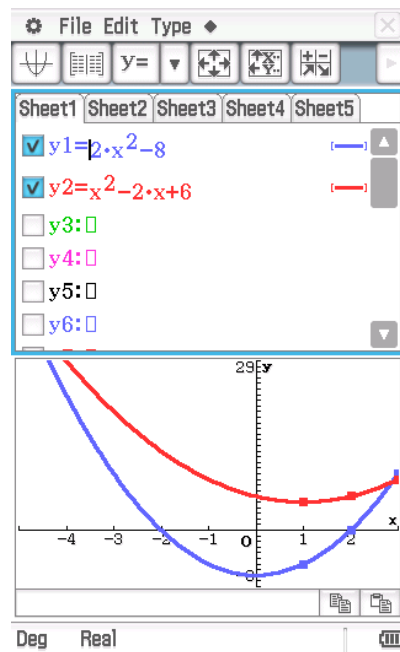 File Edit Type
y=
Sheet1 Sheet2 Sheet3 Sheet4 Sheet5
y1=2·x²-8
y2=x²-2·x+6
y3:
y4:
y5:
y6:
29 y
-4 -3 -2 -1 0 1 2 x
-8
Deg Real